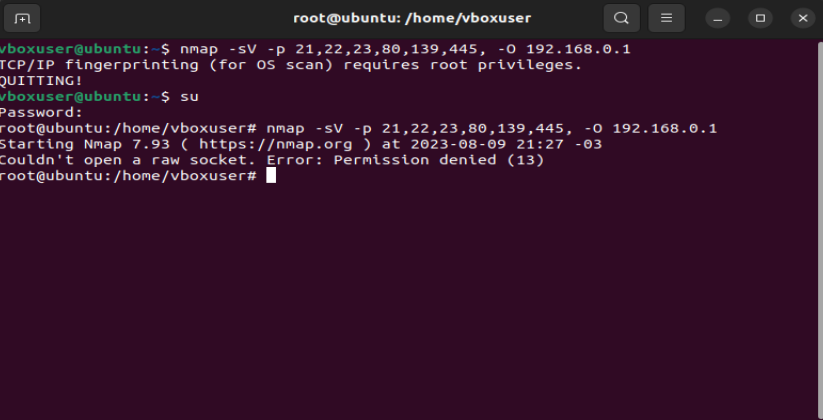 root@ubuntu: /home/vboxuser
vboxuser@ubuntu:~$ nmap -sV -p 21,22,23,80,139,445, -O 192.168.0.1
TCP/IP fingerprinting (for OS scan) requires root privileges.
QUITTING!
vboxuser@ubuntu:~$ su
Password:
root@ubuntu:/home/vboxuser# nmap -sV -p 21,22,23,80,139,445, -O 192.168.0.1
Starting Nmap 7.93 ( https://nmap.org ) at 2023-08-09 21:27 -03
Couldn't open a raw socket. Error: Permission denied (13)
root@ubuntu:/home/vboxuser#